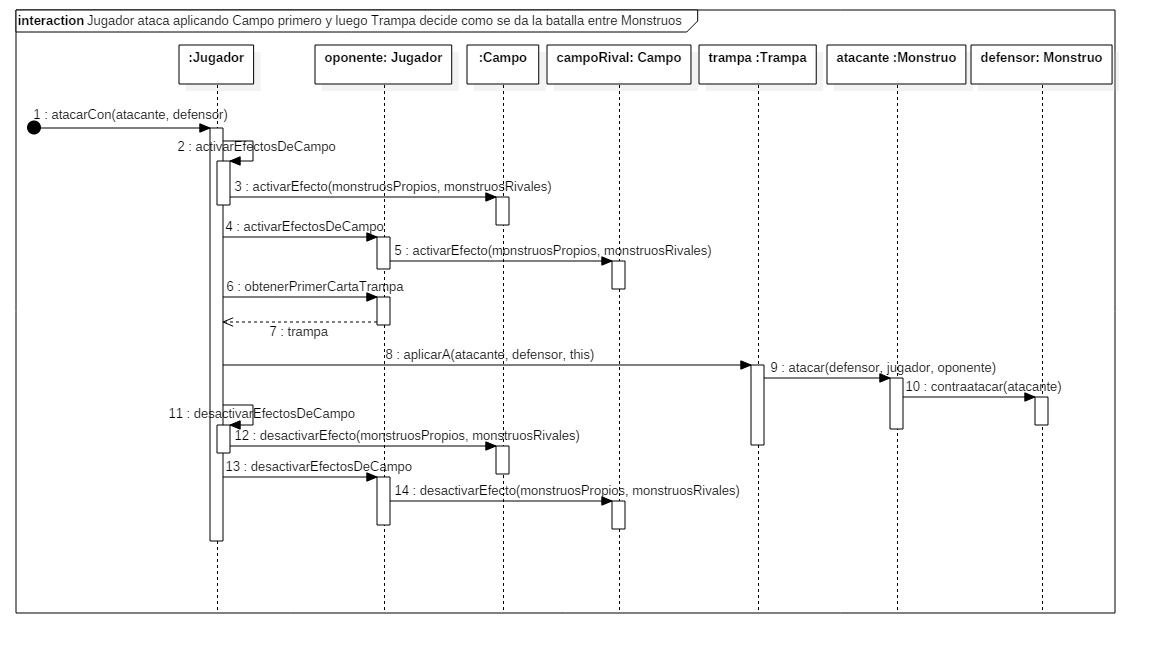 interaction Jugador ataca aplicando Campo primero y luego Trampa decide como se da la batalla entre Monstruos
:Jugador
oponente: Jugador
:Campo
campoRival: Campo
trampa :Trampa
atacante :Monstruo
defensor: Monstruo
1 : atacarCon(atacante, defensor)
2 : activarEfectosDeCampo
3 : activarEfecto(monstruosPropios, monstruosRivales)
4 : activarEfectosDeCampo
5 : activarEfecto(monstruosPropios, monstruosRivales)
6 : obtenerPrimerCartaTrampa
7 : trampa
8 : aplicarA(atacante, defensor, this)
9 : atacar(defensor, jugador, oponente)
10 : contraatacar(atacante)
11 : desactivarEfectosDeCampo
12 : desactivarEfecto(monstruosPropios, monstruosRivales)
13 : desactivarEfectosDeCampo
14 : desactivarEfecto(monstruosPropios, monstruosRivales)